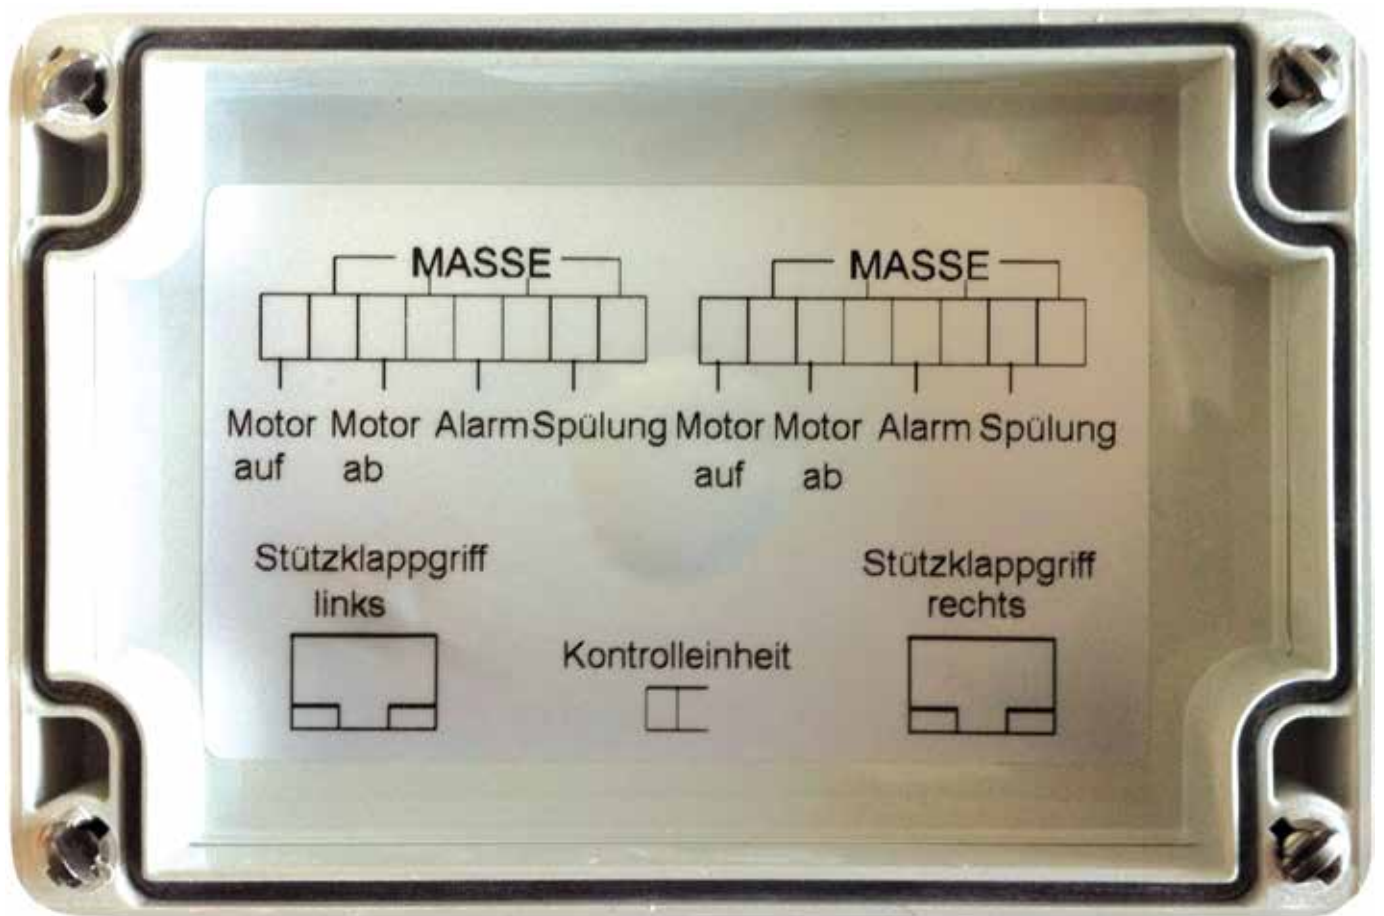 MASSE MASSE
Motor Motor Alarm Spülung Motor Motor Alarm Spülung
auf ab auf ab
Stützklappgriff Stützklappgriff
links rechts
Kontrolleinheit